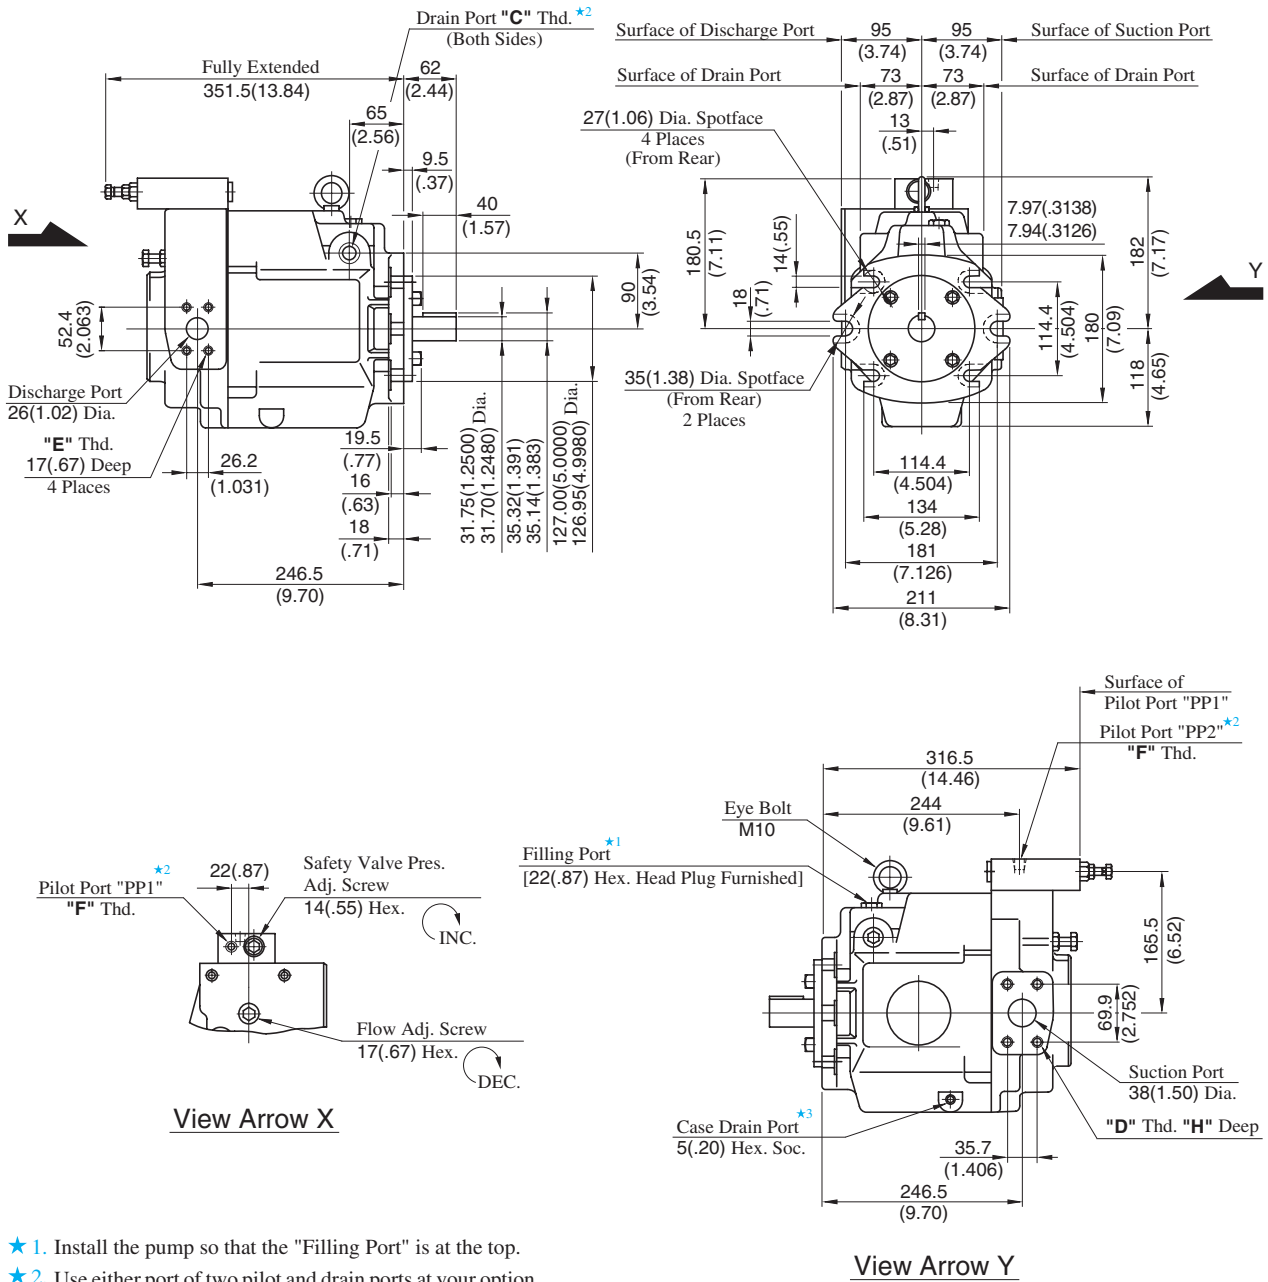 Drain Port "C" Thd. ★2
(Both Sides)
Fully Extended
351.5(13.84)
62
(2.44)
65
(2.56)
9.5
(.37)
40
(1.57)
X
90
(3.54)
52.4
(2.063)
Discharge Port
26(1.02) Dia.
"E" Thd.
17(.67) Deep
4 Places
26.2
(1.031)
19.5
(.77)
16
(.63)
18
(.71)
246.5
(9.70)
31.75(1.2500)
31.70(1.2480) Dia.
35.32(1.391)
35.14(1.383)
127.00(5.0000)
126.95(4.9980) Dia.
Surface of Discharge Port
95
(3.74)
95
(3.74)
Surface of Suction Port
Surface of Drain Port
73
(2.87)
73
(2.87)
Surface of Drain Port
27(1.06) Dia. Spotface
4 Places
(From Rear)
13
(.51)
7.97(.3138)
7.94(.3126)
180.5
(7.11)
14(.55)
18
(.71)
182
(7.17)
Y
114.4
(4.504)
180
(7.09)
118
(4.65)
35(1.38) Dia. Spotface
(From Rear)
2 Places
114.4
(4.504)
134
(5.28)
181
(7.126)
211
(8.31)
Pilot Port "PP1" ★2
"F" Thd.
22(.87)
Safety Valve Pres.
Adj. Screw
14(.55) Hex.
INC.
Flow Adj. Screw
17(.67) Hex.
DEC.
View Arrow X
Surface of
Pilot Port "PP1"
Pilot Port "PP2" ★2
"F" Thd.
316.5
(14.46)
244
(9.61)
Eye Bolt
M10
Filling Port ★1
[22(.87) Hex. Head Plug Furnished]
165.5
(6.52)
69.9
(2.752)
Suction Port
38(1.50) Dia.
"D" Thd. "H" Deep
Case Drain Port ★3
5(.20) Hex. Soc.
35.7
(1.406)
246.5
(9.70)
View Arrow Y
★ 1. Install the pump so that the "Filling Port" is at the top.
★ 2. Use either port of two pilot and drain ports at your option